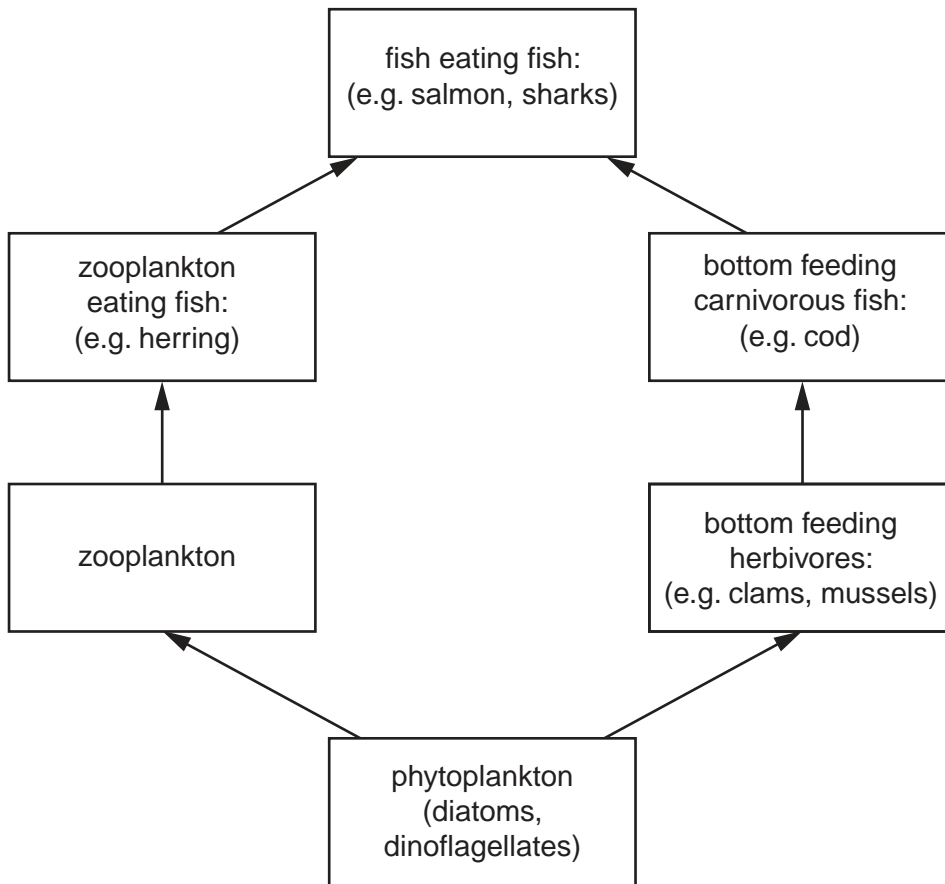 fish eating fish:
(e.g. salmon, sharks)
zooplankton
eating fish:
(e.g. herring)
bottom feeding
carnivorous fish:
(e.g. cod)
zooplankton
bottom feeding
herbivores:
(e.g. clams, mussels)
phytoplankton
(diatoms,
dinoflagellates)